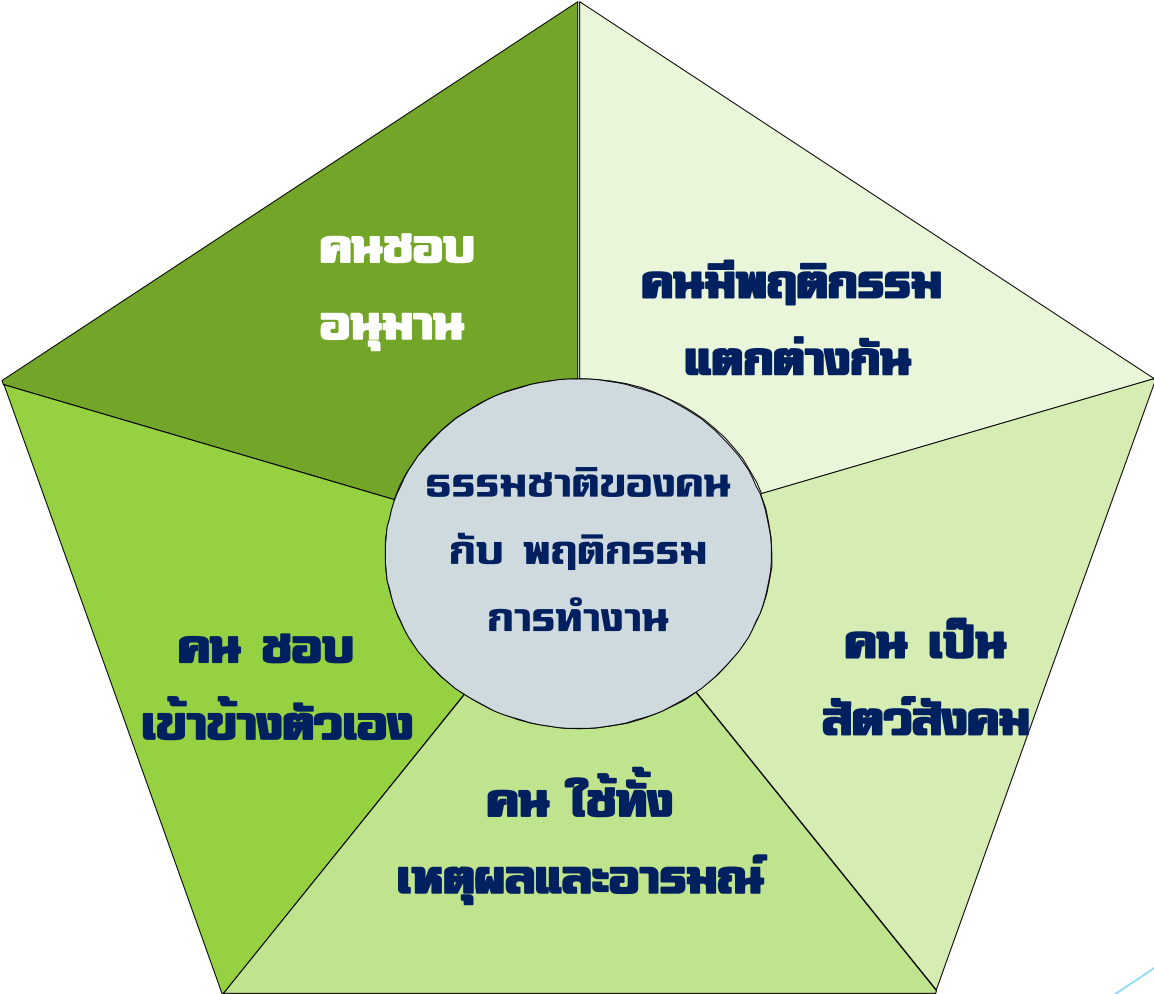 คนชอบ
อนุมาน
คนมีพฤติกรรม
แตกต่างกัน
ธรรมชาติของคน
กับ พฤติกรรม
การทำงาน
คน ชอบ
เข้าข้างตัวเอง
คน เป็น
สัตว์สังคม
คน ใช้ทั้ง
เหตุผลและอารมณ์